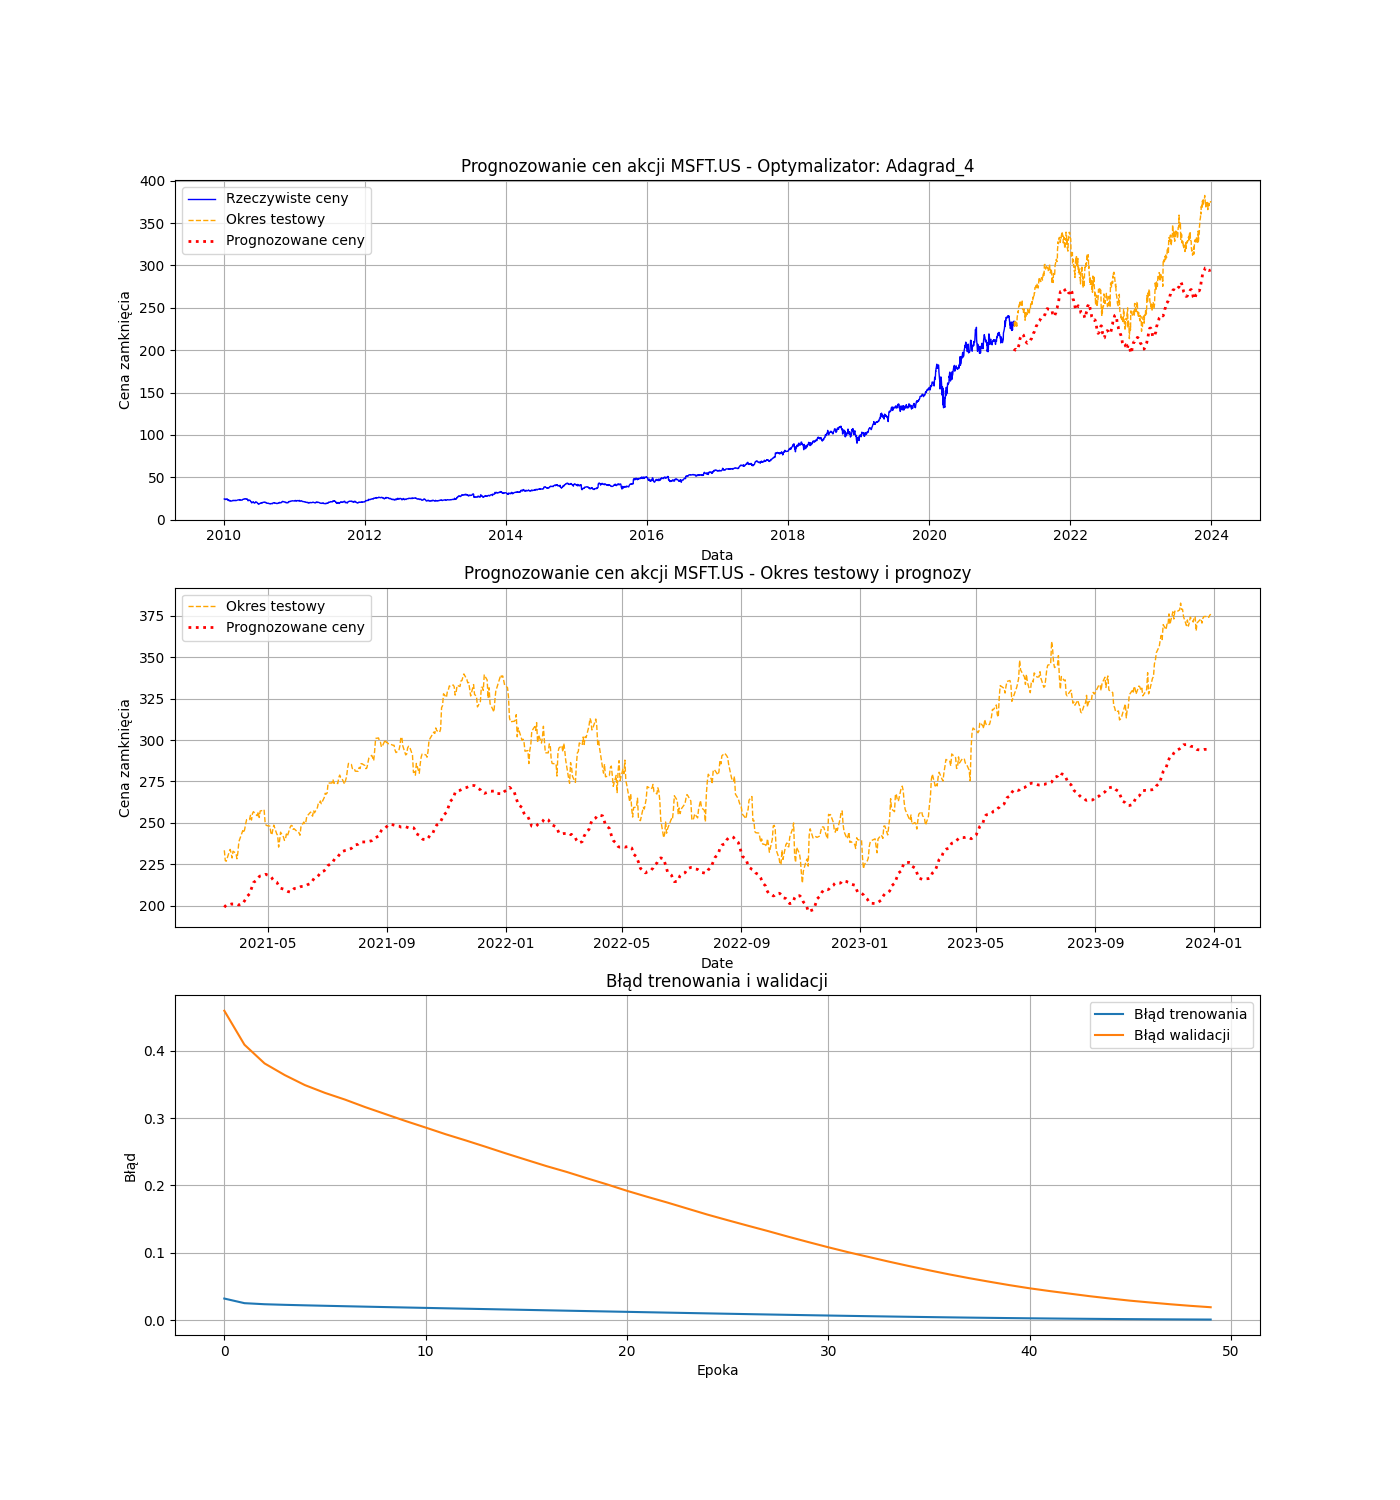 Prognozowanie cen akcji MSFT.US - Optymalizator: Adagrad_4
Rzeczywiste ceny
Okres testowy
Prognozowane ceny
Cena zamknięcia
400
350
300
250
200
150
100
50
0
2010 2012 2014 2016 2018 2020 2022 2024
Data
Prognozowanie cen akcji MSFT.US - Okres testowy i prognozy
Okres testowy
Prognozowane ceny
Cena zamknięcia
375
350
325
300
275
250
225
200
2021-05 2021-09 2022-01 2022-05 2022-09 2023-01 2023-05 2023-09 2024-01
Date
Błąd trenowania i walidacji
Błąd trenowania
Błąd walidacji
Błąd
0.4
0.3
0.2
0.1
0.0
0 10 20 30 40 50
Epoka